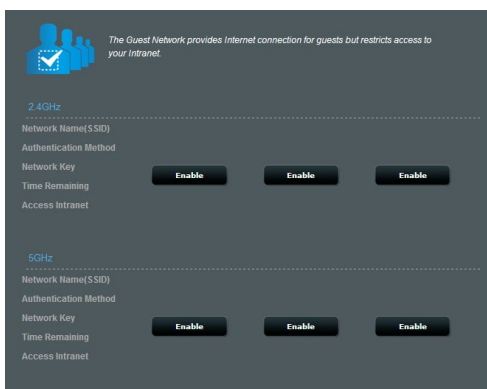 The Guest Network provides Internet connection for guests but restricts access to
your Intranet.
2.4GHz
Network Name(SSID)
Authentication Method
Network Key
Enable Enable Enable
Time Remaining
Access Intranet
5GHz
Network Name(SSID)
Authentication Method
Network Key
Enable Enable Enable
Time Remaining
Access Intranet